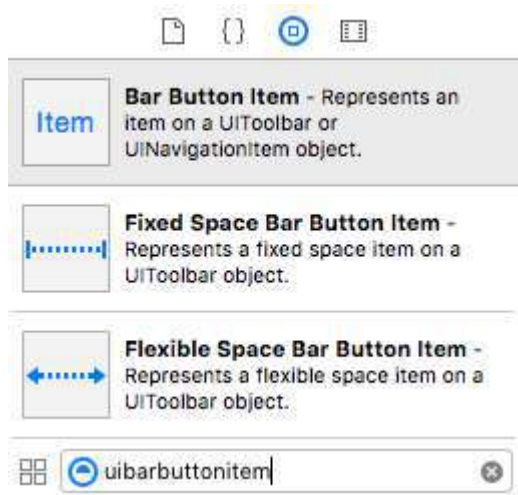 {}
Item
Bar Button Item - Represents an
item on a UIToolbar or
UINavigationItem object.
Fixed Space Bar Button Item -
Represents a fixed space item on a
UIToolbar object.
Flexible Space Bar Button Item -
Represents a flexible space item on a
UIToolbar object.
uibarbuttonitem